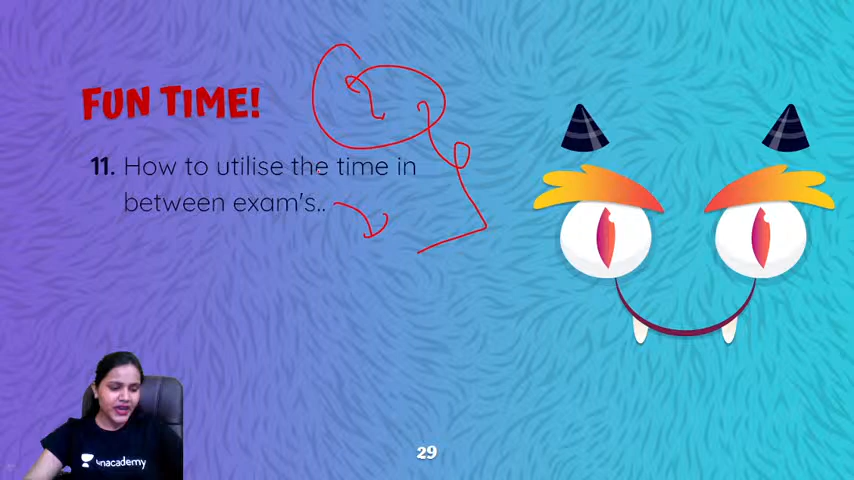 FUN TIME!
11. How to utilise the time in
between exam's..
unacademy
29